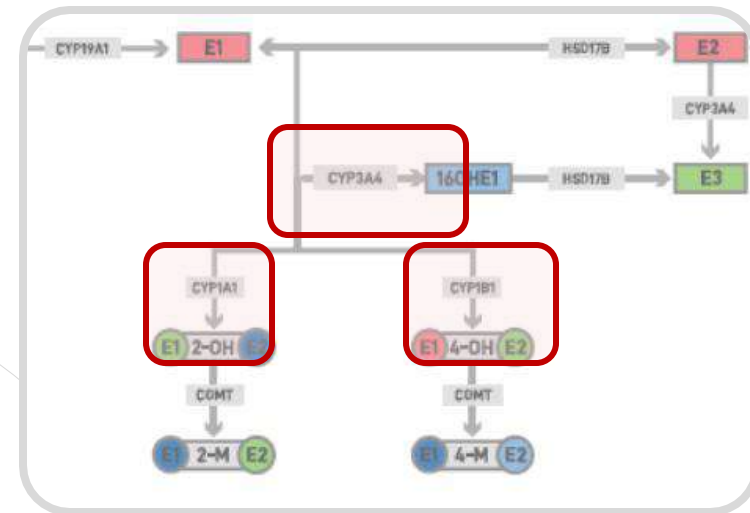 CYP19A1 E1 HSD17B E2
CYP3A4
CYP3A4 16OHE1 HSD17B E3
CYP1A1 CYP1B1
E1 2-OH E2 E1 4-OH E2
COMT COMT
E1 2-M E2 E1 4-M E2